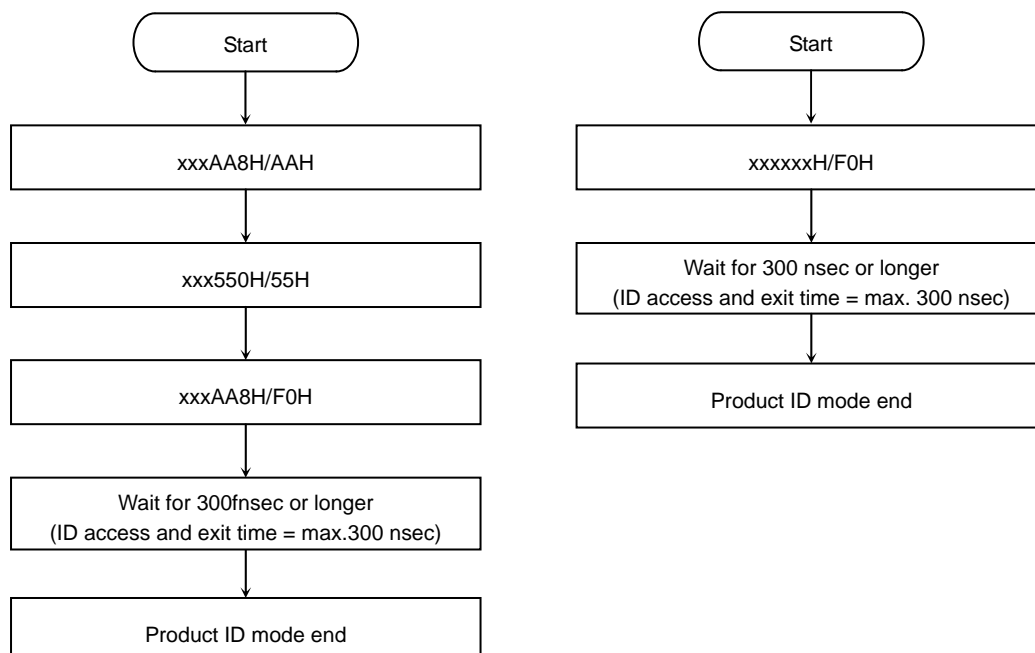 Start
xxxAA8H/AAH
xxx550H/55H
xxxAA8H/F0H
Wait for 300fnsec or longer
(ID access and exit time = max.300 nsec)
Product ID mode end
Start
xxxxxxH/F0H
Wait for 300 nsec or longer
(ID access and exit time = max. 300 nsec)
Product ID mode end